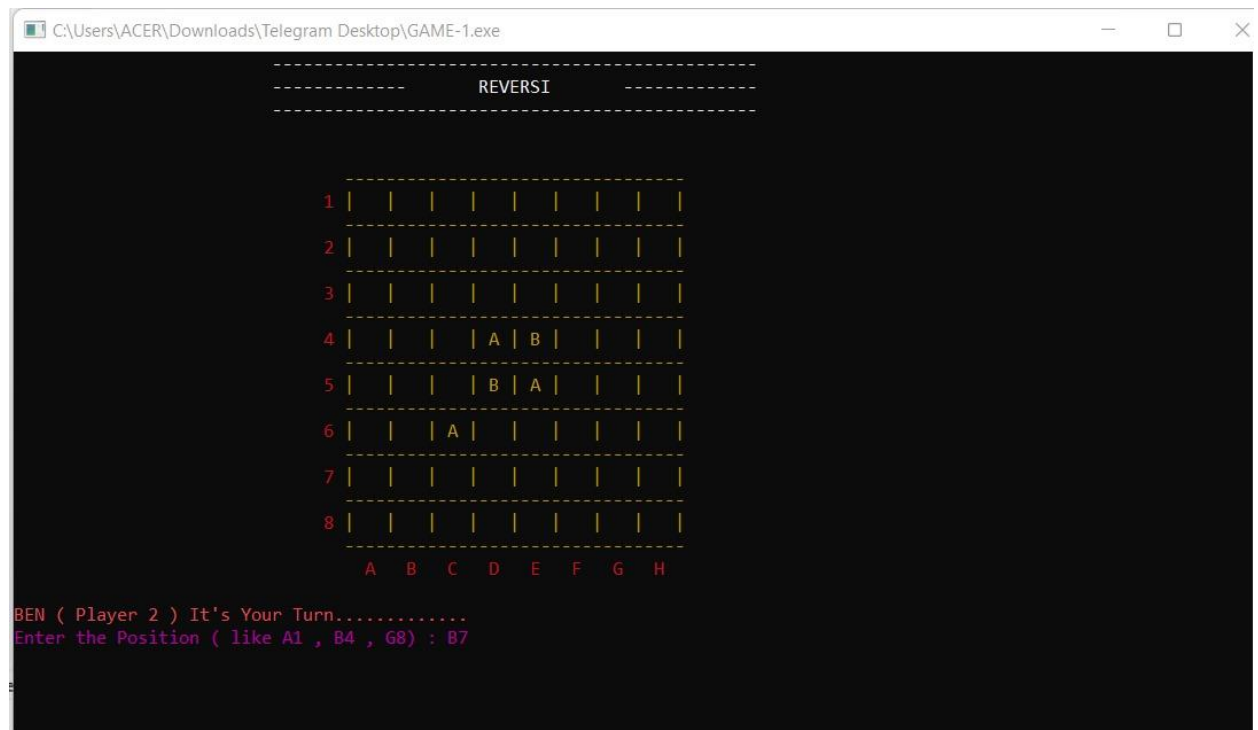 C:\Users\ACER\Downloads\Telegram Desktop\GAME-1.exe
-----------------------------------------------
-------------       REVERSI       -------------
-----------------------------------------------
---------------------------------
1 |   |   |   |   |   |   |   |   |
---------------------------------
2 |   |   |   |   |   |   |   |   |
---------------------------------
3 |   |   |   |   |   |   |   |   |
---------------------------------
4 |   |   |   | A | B |   |   |   |
---------------------------------
5 |   |   |   | B | A |   |   |   |
---------------------------------
6 |   |   | A |   |   |   |   |   |
---------------------------------
7 |   |   |   |   |   |   |   |   |
---------------------------------
8 |   |   |   |   |   |   |   |   |
---------------------------------
A   B   C   D   E   F   G   H
BEN ( Player 2 ) It's Your Turn.............
Enter the Position ( like A1 , B4 , G8) : B7